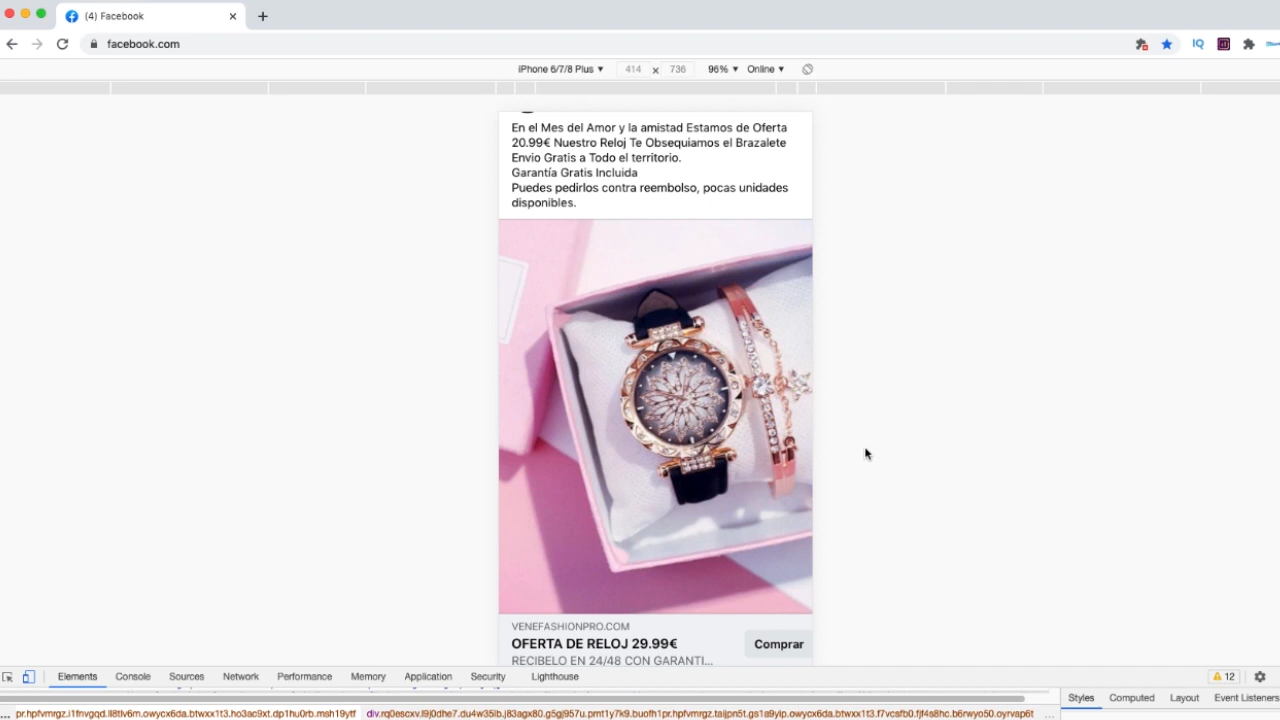 (4) Facebook
facebook.com
IQ
iPhone 6/7/8 Plus ▼ 414 x 736 96% ▼ Online ▼
En el Mes del Amor y la amistad Estamos de Oferta
20.99€ Nuestro Reloj Te Obsequiamos el Brazalete
Envio Gratis a Todo el territorio.
Garantía Gratis Incluida
Puedes pedirlos contra reembolso, pocas unidades
disponibles.
VENEFASHIONPRO.COM
OFERTA DE RELOJ 29.99€
Comprar
RECIBELO EN 24/48 CON GARANTI...
Elements Console Sources Network Performance Memory Application Security Lighthouse 12
Styles Computed Layout Event Listeners